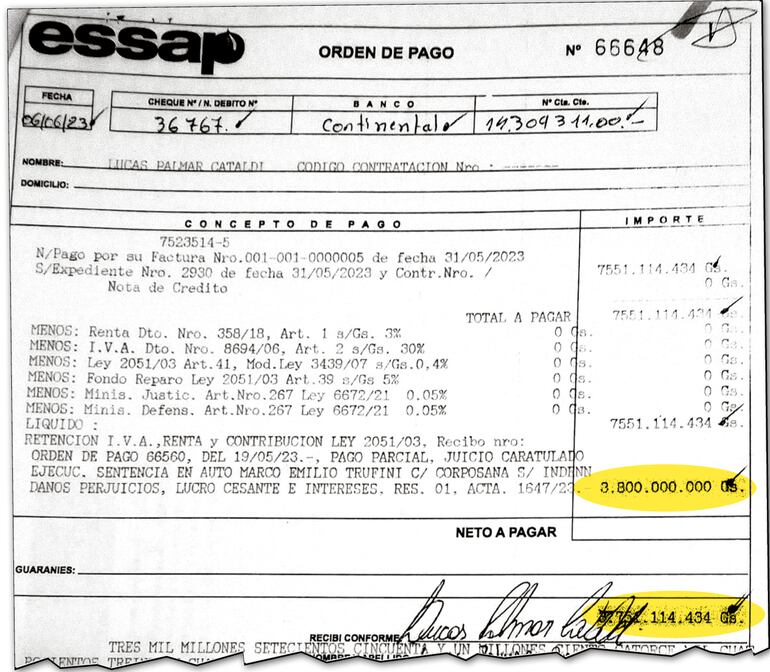 essap
ORDEN DE PAGO
Nº 66648
FECHA
06/06/23
CHEQUE Nº / N. DEBITO Nº
36767.
BANCO
Continental
Nº Cta. Cte.
14.309311.00.-
NOMBRE: LUCAS PALMAR CATALDI CODIGO CONTRATACION Nro : -------
DOMICILIO:
CONCEPTO DE PAGO
IMPORTE
7523514-5
N/Pago por su Factura Nro.001-001-0000005 de fecha 31/05/2023
S/Expediente Nro. 2930 de fecha 31/05/2023 y Contr.Nro. / 7551.114.434 Gs.
Nota de Credito 0 Gs.
TOTAL A PAGAR 7551.114.434 Gs.
MENOS: Renta Dto. Nro. 358/18, Art. 1 s/Gs. 3% 0 Gs. 0 Gs.
MENOS: I.V.A. Dto. Nro. 8694/06, Art. 2 s/Gs. 30% 0 Gs. 0 Gs.
MENOS: Ley 2051/03 Art.41, Mod.Ley 3439/07 s/Gs.0,4% 0 Gs. 0 Gs.
MENOS: Fondo Reparo Ley 2051/03 Art.39 s/Gs 5% 0 Gs. 0 Gs.
MENOS: Minis. Justic. Art.Nro.267 Ley 6672/21 0.05% 0 Gs. 0 Gs.
MENOS: Minis. Defens. Art.Nro.267 Ley 6672/21 0.05% 0 Gs. 0 Gs.
LIQUIDO : 7551.114.434 Gs.
RETENCION I.V.A.,RENTA y CONTRIBUCION LEY 2051/03. Recibo nro:
ORDEN DE PAGO 66560, DEL 19/05/23.-, PAGO PARCIAL, JUICIO CARATULADO
EJECUC. SENTENCIA EN AUTO MARCO EMILIO TRUFINI C/ CORPOSANA S/ INDENN
DANOS PERJUICIOS, LUCRO CESANTE E INTERESES. RES. 01. ACTA. 1647/23.- 3.800.000.000 Gs.
NETO A PAGAR
GUARANIES:
3.751.114.434 Gs.
RECIBI CONFORME Lucas Palmar Cataldi
TRES MIL MILLONES SETECIENTOS CINCUENTA Y UN MILLONES CIENTO CATORCE MIL CUAT